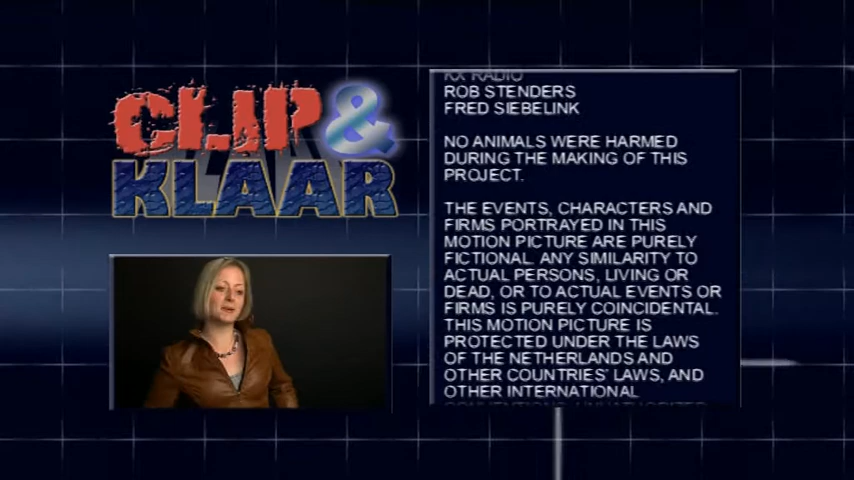 CLIP &
KLAAR
KX RADIO
ROB STENDERS
FRED SIEBELINK
NO ANIMALS WERE HARMED
DURING THE MAKING OF THIS
PROJECT.
THE EVENTS, CHARACTERS AND
FIRMS PORTRAYED IN THIS
MOTION PICTURE ARE PURELY
FICTIONAL. ANY SIMILARITY TO
ACTUAL PERSONS, LIVING OR
DEAD, OR TO ACTUAL EVENTS OR
FIRMS IS PURELY COINCIDENTAL.
THIS MOTION PICTURE IS
PROTECTED UNDER THE LAWS
OF THE NETHERLANDS AND
OTHER COUNTRIES' LAWS, AND
OTHER INTERNATIONAL